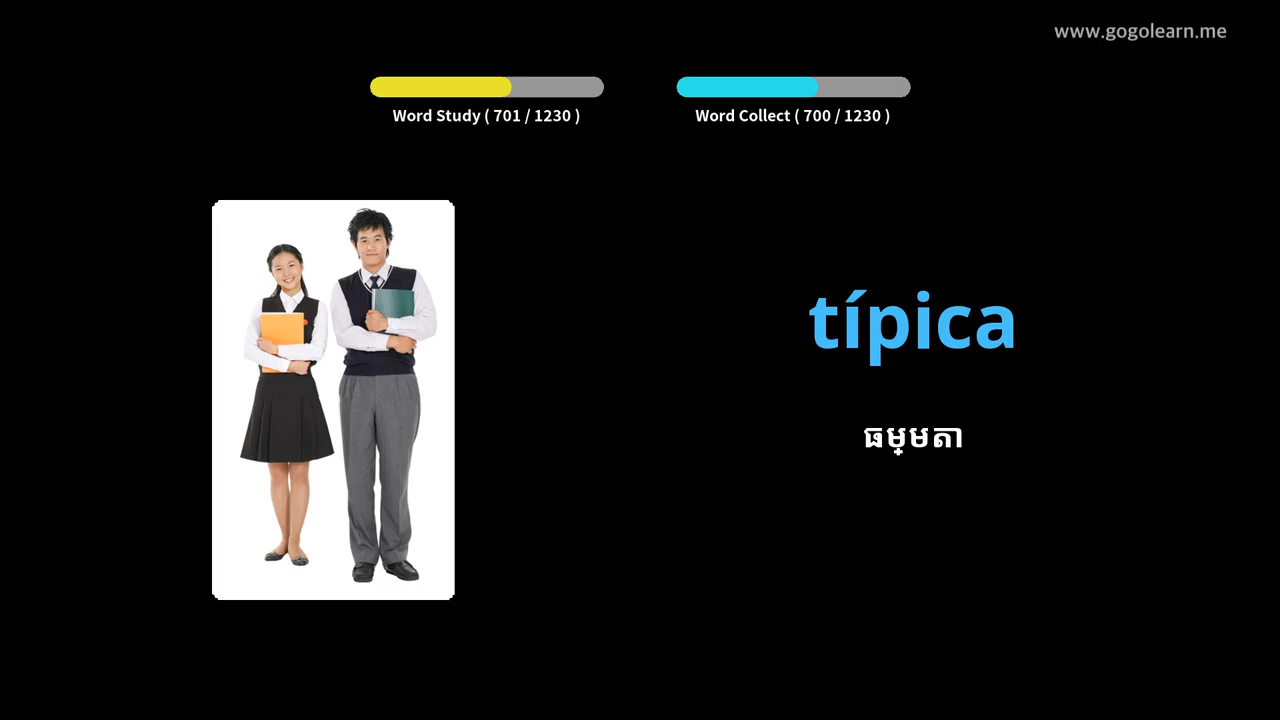 www.gogolearn.me
Word Study ( 701 / 1230 )
Word Collect ( 700 / 1230 )
típica
ធម្មតា